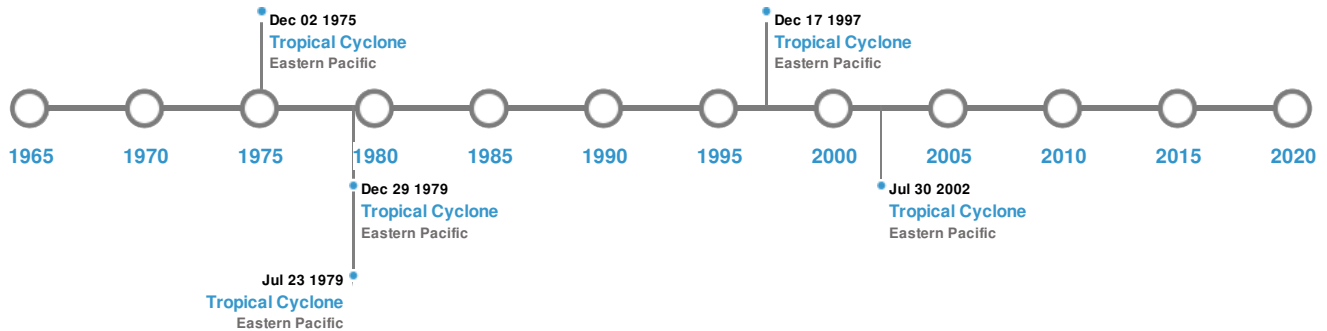 Dec 02 1975
Tropical Cyclone
Eastern Pacific
Dec 17 1997
Tropical Cyclone
Eastern Pacific
1965 1970 1975 1980 1985 1990 1995 2000 2005 2010 2015 2020
Dec 29 1979
Tropical Cyclone
Eastern Pacific
Jul 30 2002
Tropical Cyclone
Eastern Pacific
Jul 23 1979
Tropical Cyclone
Eastern Pacific